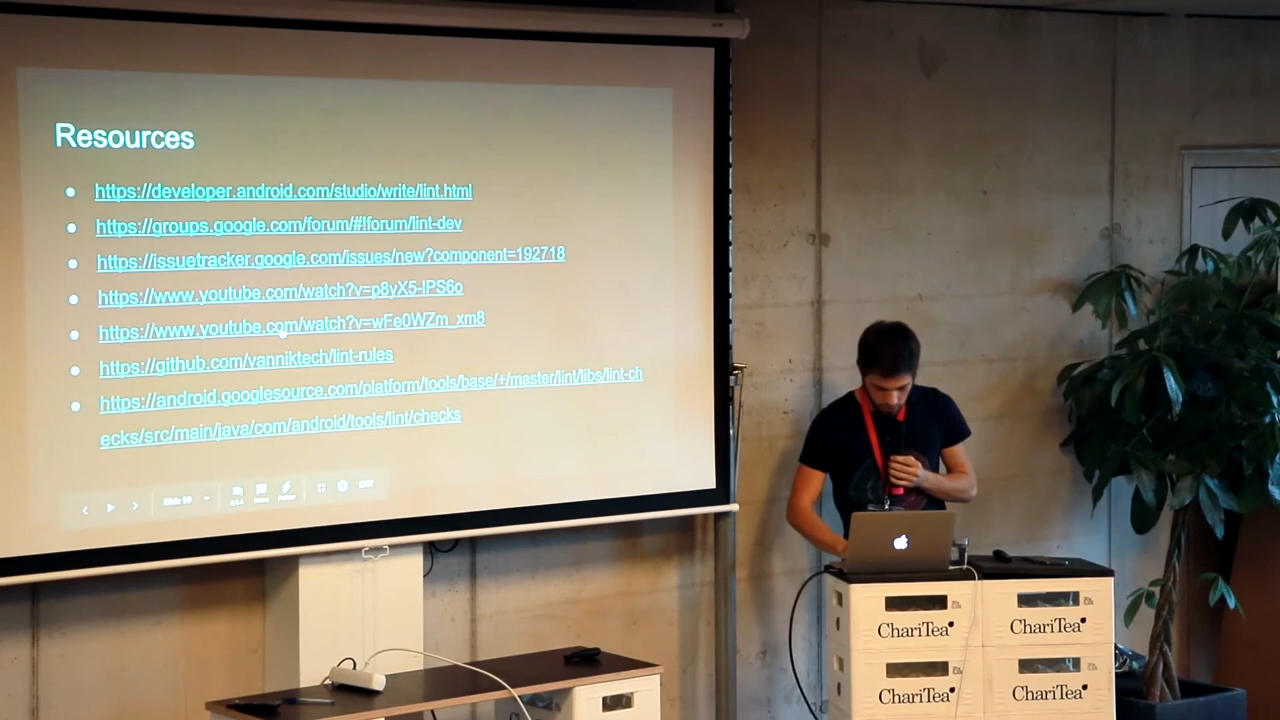 Resources
https://developer.android.com/studio/write/lint.html
https://groups.google.com/forum/#!forum/lint-dev
https://issuetracker.google.com/issues/new?component=192718
https://www.youtube.com/watch?v=p8yX5-lPS6o
https://www.youtube.com/watch?v=wFe0WZm_xm8
https://github.com/vanniktech/lint-rules
https://android.googlesource.com/platform/tools/base/+/master/lint/libs/lint-ch
ecks/src/main/java/com/android/tools/lint/checks
ChariTea
ChariTea
ChariTea
ChariTea